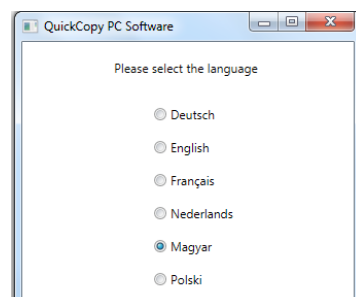 QuickCopy PC Software
Please select the language
Deutsch
English
Français
Nederlands
Magyar
Polski